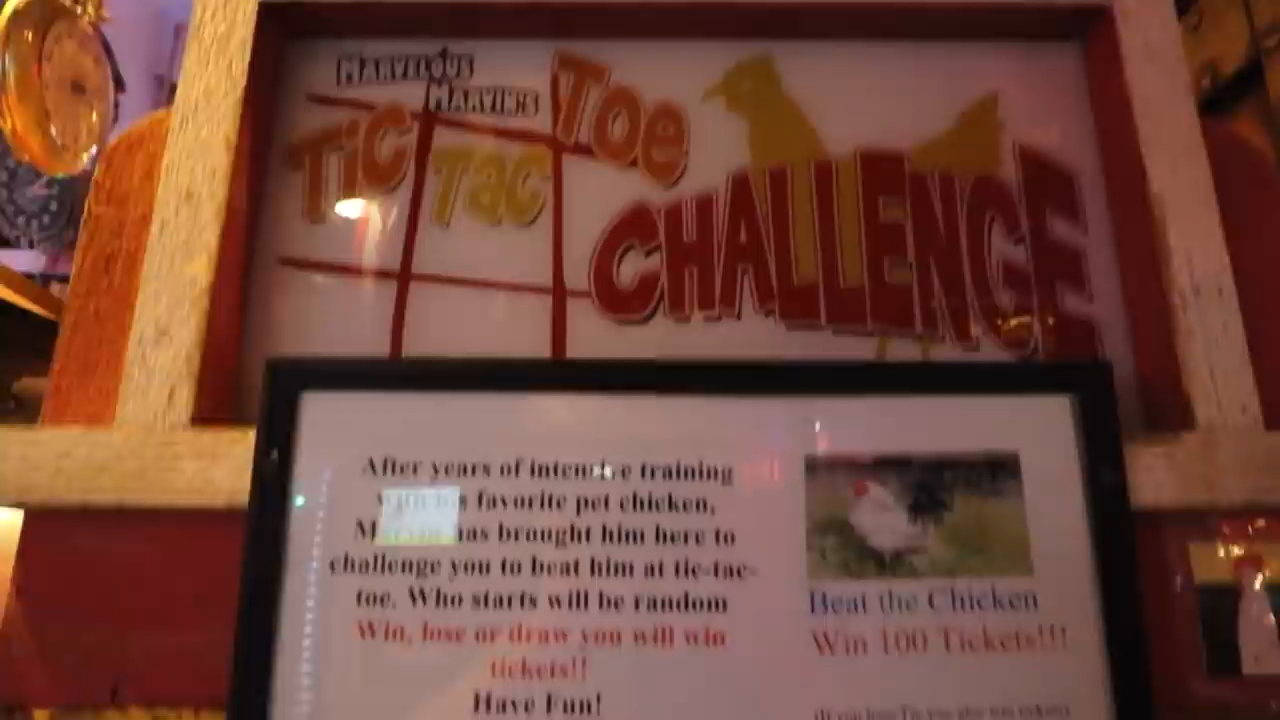 MARVELOUS
MARVIN'S
Tic Tac Toe
CHALLENGE
After years of intensive training
with his favorite pet chicken,
Marvin has brought him here to
challenge you to beat him at tic-tac-
toe. Who starts will be random
Win, lose or draw you will win
tickets!!
Have Fun!
Beat the Chicken
Win 100 Tickets!!!